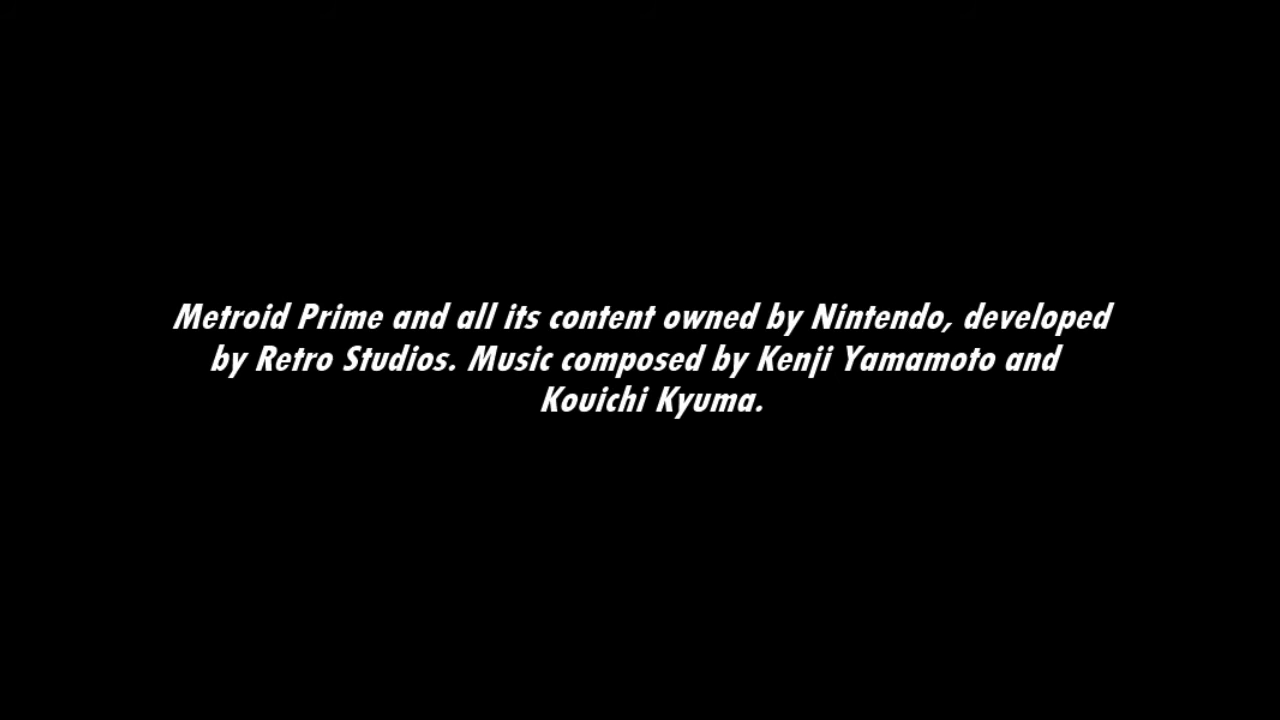 Metroid Prime and all its content owned by Nintendo, developed
by Retro Studios. Music composed by Kenji Yamamoto and
Kouichi Kyuma.